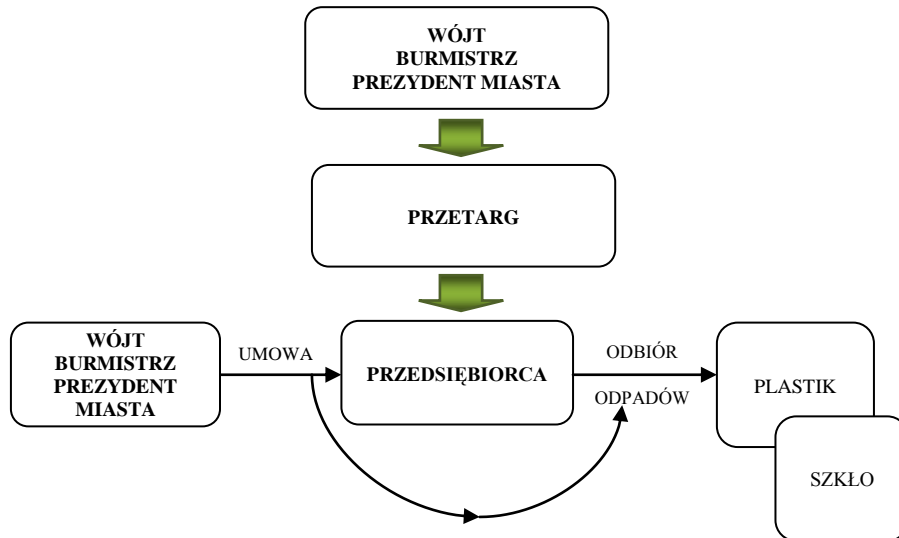 WÓJT
BURMISTRZ
PREZYDENT MIASTA
PRZETARG
WÓJT
BURMISTRZ
PREZYDENT
MIASTA
UMOWA
PRZEDSIĘBIORCA
ODBIÓR
ODPADÓW
PLASTIK
SZKŁO